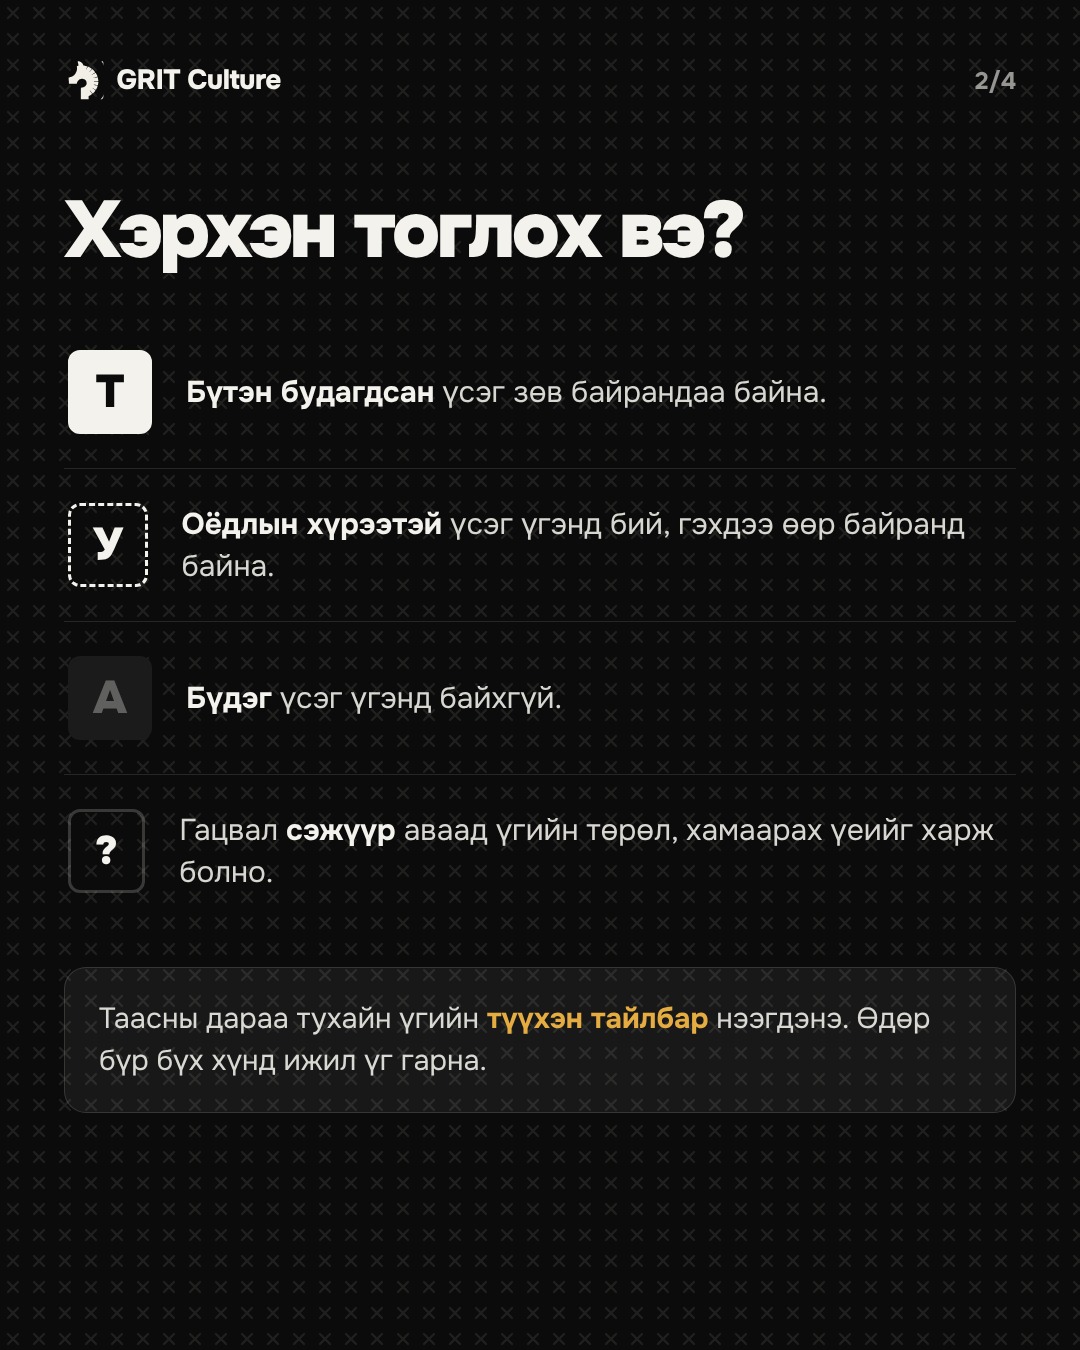 GRIT Culture
2/4
Хэрхэн тоглох вэ?
Т
Бүтэн будагдсан үсэг зөв байрандаа байна.
У
Оёдлын хүрээтэй үсэг үгэнд бий, гэхдээ өөр байранд
байна.
А
Бүдэг үсэг үгэнд байхгүй.
?
Гацвал сэжүүр аваад үгийн төрөл, хамаарах үеийг харж
болно.
Таасны дараа тухайн үгийн түүхэн тайлбар нээгдэнэ. Өдөр
бүр бүх хүнд ижил үг гарна.